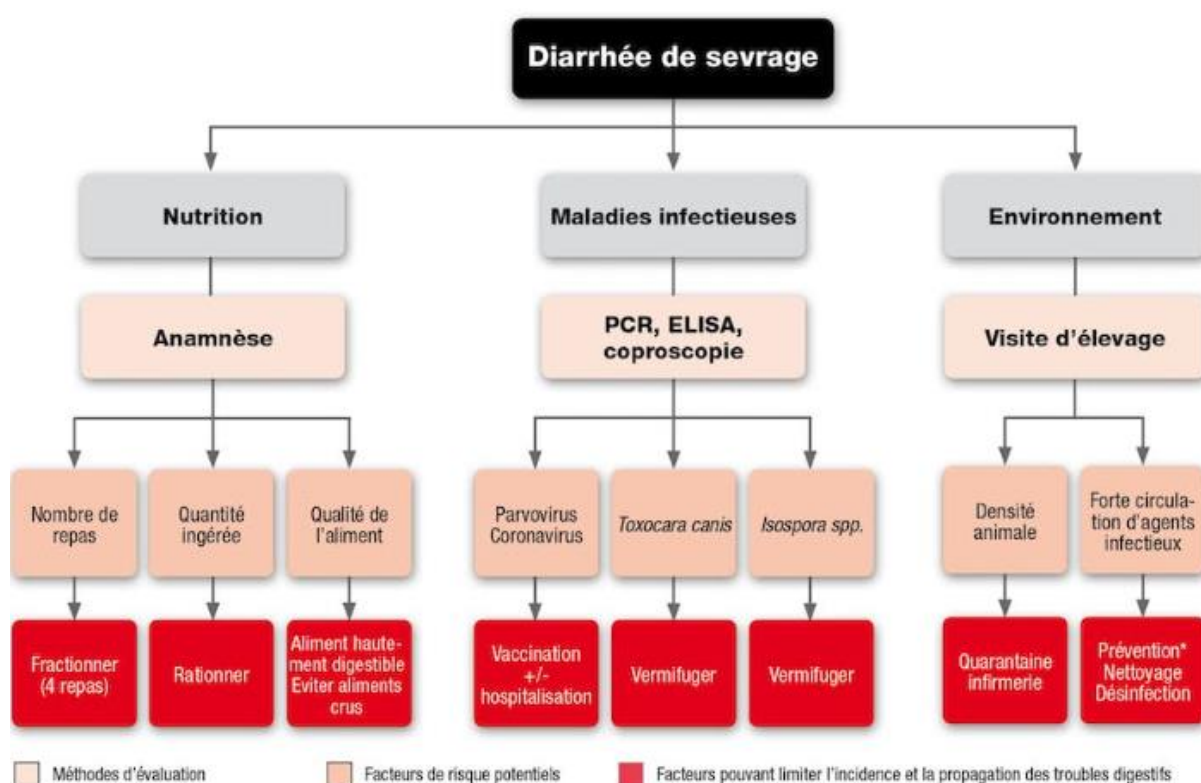 Diarrhée de sevrage
Nutrition
Maladies infectieuses
Environnement
Anamnèse
PCR, ELISA,
coproscopie
Visite d'élevage
Nombre de
repas
Quantité
ingérée
Qualité de
l'aliment
Parvovirus
Coronavirus
Toxocara canis
Isospora spp.
Densité
animale
Forte circula-
tion d'agents
infectieux
Fractionner
(4 repas)
Rationner
Aliment haute-
ment digestible
Eviter aliments
crus
Vaccination
+/-
hospitalisation
Vermifuger
Vermifuger
Quarantaine
infirmerie
Prévention*
Nettoyage
Désinfection
Méthodes d'évaluation
Facteurs de risque potentiels
Facteurs pouvant limiter l'incidence et la propagation des troubles digestifs